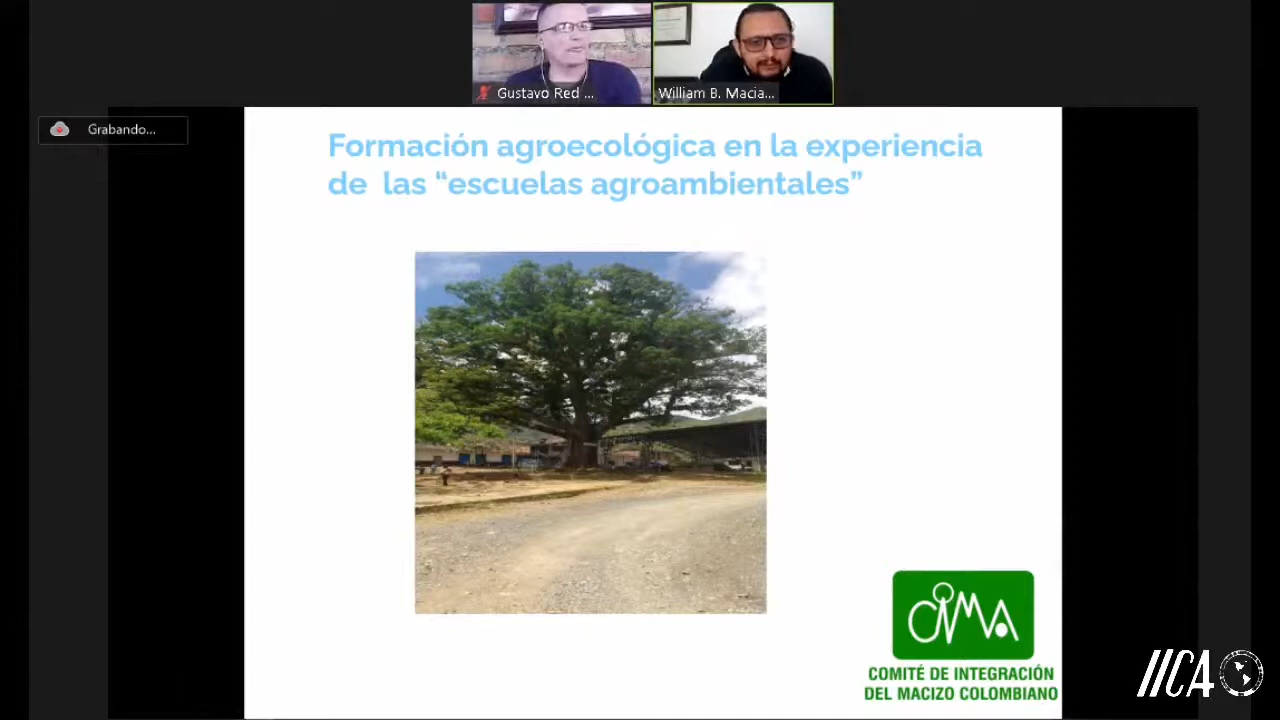 Gustavo Red ...
William B. Macia...
Grabando...
Formación agroecológica en la experiencia
de las “escuelas agroambientales”
CIMA
COMITÉ DE INTEGRACIÓN
DEL MACIZO COLOMBIANO
IICA